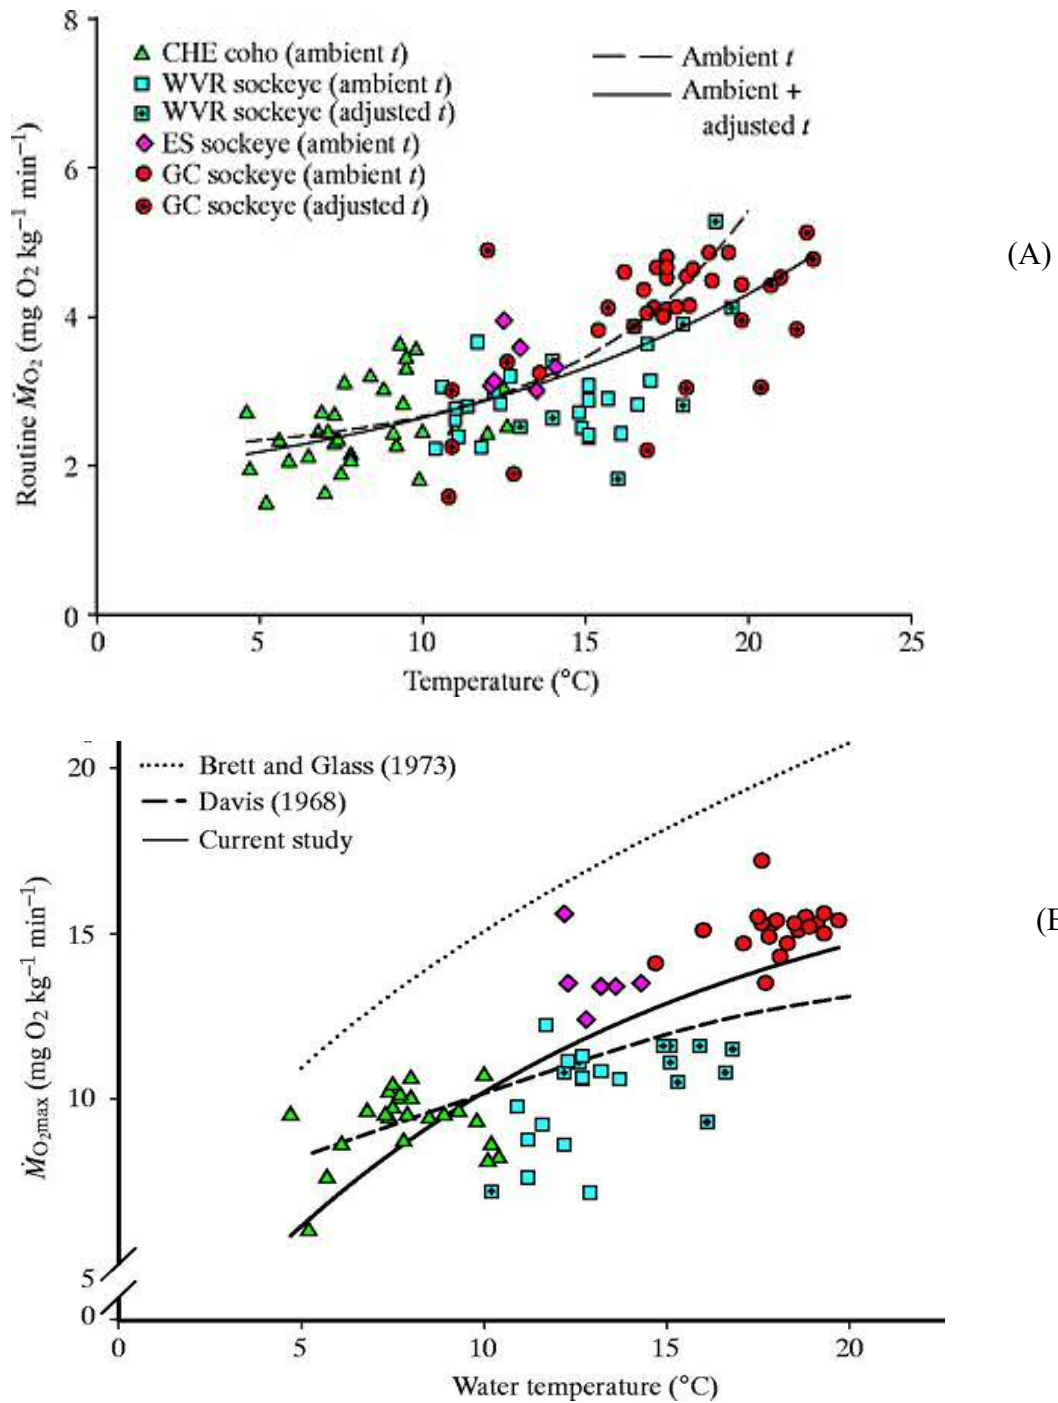 8
CHE coho (ambient t)
WVR sockeye (ambient t)
WVR sockeye (adjusted t)
ES sockeye (ambient t)
GC sockeye (ambient t)
GC sockeye (adjusted t)
Ambient t
Ambient +
adjusted t
6
4
2
0
Routine ṀO₂ (mg O₂ kg⁻¹ min⁻¹)
0 5 10 15 20 25
Temperature (°C)
(A)
20
Brett and Glass (1973)
Davis (1968)
Current study
15
10
5
0
ṀO₂max (mg O₂ kg⁻¹ min⁻¹)
0 5 10 15 20
Water temperature (°C)